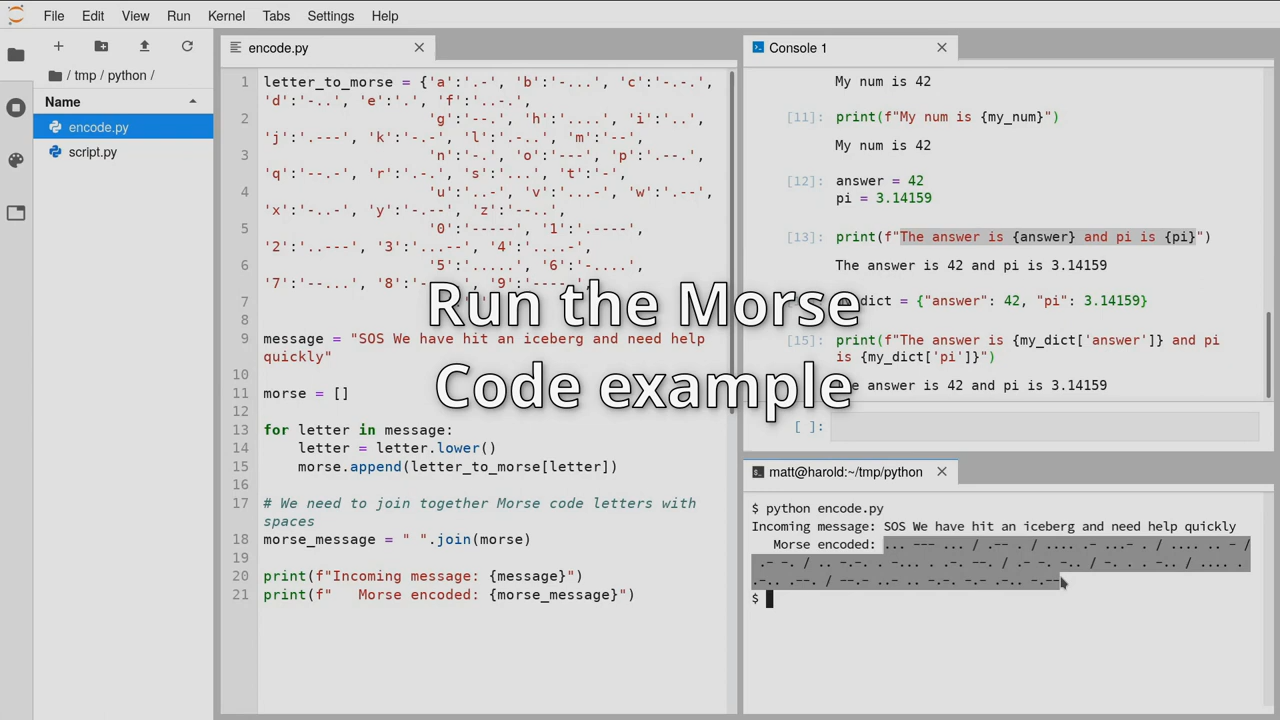 File Edit View Run Kernel Tabs Settings Help
/ tmp / python /
Name
encode.py
script.py
encode.py
1 letter_to_morse = {'a':'.-', 'b':'-...', 'c':'-.-.',
'd':'-..', 'e':'.', 'f':'..-.',
2 'g':'--.', 'h':'....', 'i':'..',
'j':'.---', 'k':'-.-', 'l':'.-..', 'm':'--',
3 'n':'-.', 'o':'---', 'p':'.--.',
'q':'--.-', 'r':'.-.', 's':'...', 't':'-',
4 'u':'..-', 'v':'...-', 'w':'.--',
'x':'-..-', 'y':'-.--', 'z':'--..',
5 '0':'-----', '1':'.----',
'2':'..---', '3':'...--', '4':'....-',
6 '5':'.....', '6':'-....',
'7':'--...', '8' '9'
7
8
9 message = "SOS We have hit an iceberg and need help
quickly"
10
11 morse = []
12
13 for letter in message:
14 letter = letter.lower()
15 morse.append(letter_to_morse[letter])
16
17 # We need to join together Morse code letters with
spaces
18 morse_message = " ".join(morse)
19
20 print(f"Incoming message: {message}")
21 print(f" Morse encoded: {morse_message}")
Run the Morse
Code example
Console 1
My num is 42
[11]: print(f"My num is {my_num}")
My num is 42
[12]: answer = 42
pi = 3.14159
[13]: print(f"The answer is {answer} and pi is {pi}")
The answer is 42 and pi is 3.14159
dict = {"answer": 42, "pi": 3.14159}
[15]: print(f"The answer is {my_dict['answer']} and pi
is {my_dict['pi']}")
answer is 42 and pi is 3.14159
[ ]:
matt@harold:~/tmp/python
$ python encode.py
Incoming message: SOS We have hit an iceberg and need help quickly
Morse encoded: ... --- ... / .-- . / .... .- ...- . / .... .. - /
.- -. / .. -.-. . -... . .-. --. / .- -. -.. / -. . . -.. / .... .
.-.. .--. / --.- ..- .. -.-. -.- .-.. -.--
$